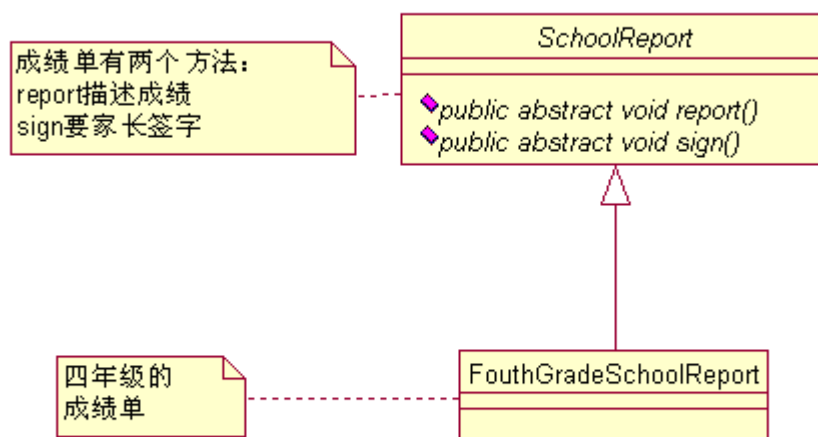 SchoolReport
成绩单有两个方法：
report描述成绩
sign要家长签字
public abstract void report()
public abstract void sign()
四年级的
成绩单
FouthGradeSchoolReport